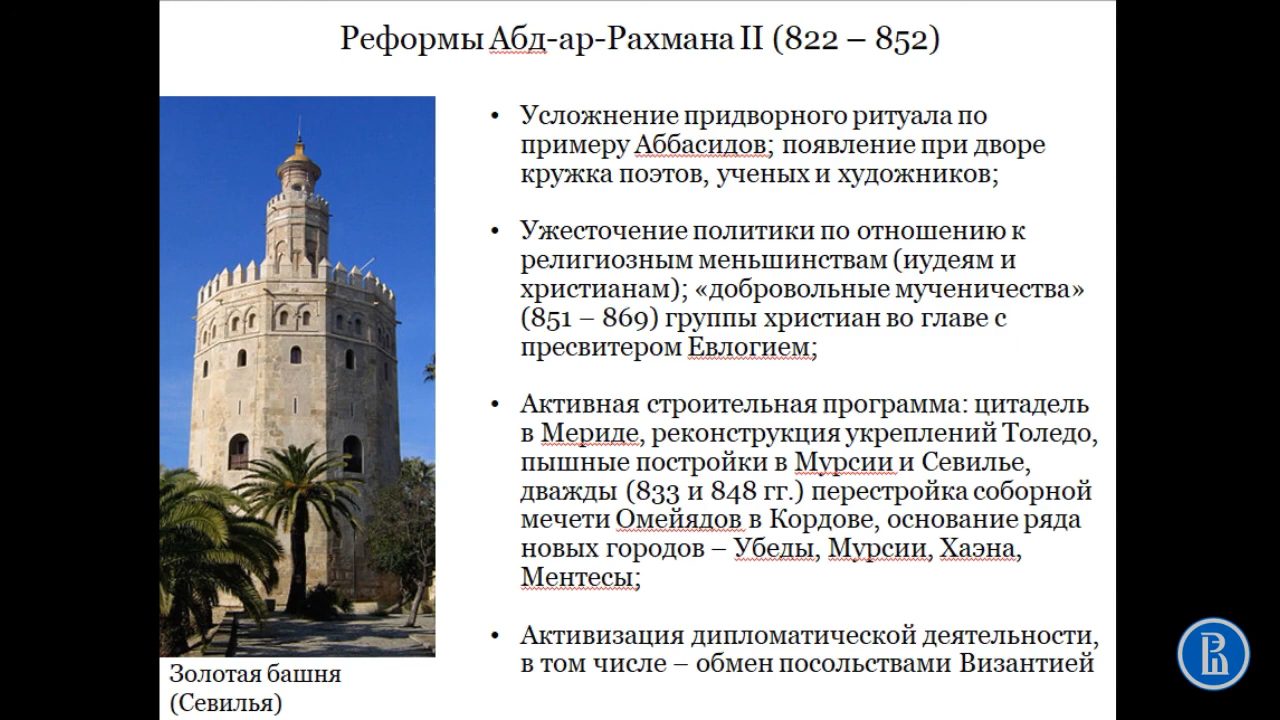 Реформы Абд-ар-Рахмана II (822 – 852)
• Усложнение придворного ритуала по
примеру Аббасидов; появление при дворе
кружка поэтов, ученых и художников;
• Ужесточение политики по отношению к
религиозным меньшинствам (иудеям и
христианам); «добровольные мученичества»
(851 – 869) группы христиан во главе с
пресвитером Евлогием;
• Активная строительная программа: цитадель
в Мериде, реконструкция укреплений Толедо,
пышные постройки в Мурсии и Севилье,
дважды (833 и 848 гг.) перестройка соборной
мечети Омейядов в Кордове, основание ряда
новых городов – Убеды, Мурсии, Хаэна,
Ментесы;
• Активизация дипломатической деятельности,
в том числе – обмен посольствами Византией
Золотая башня
(Севилья)